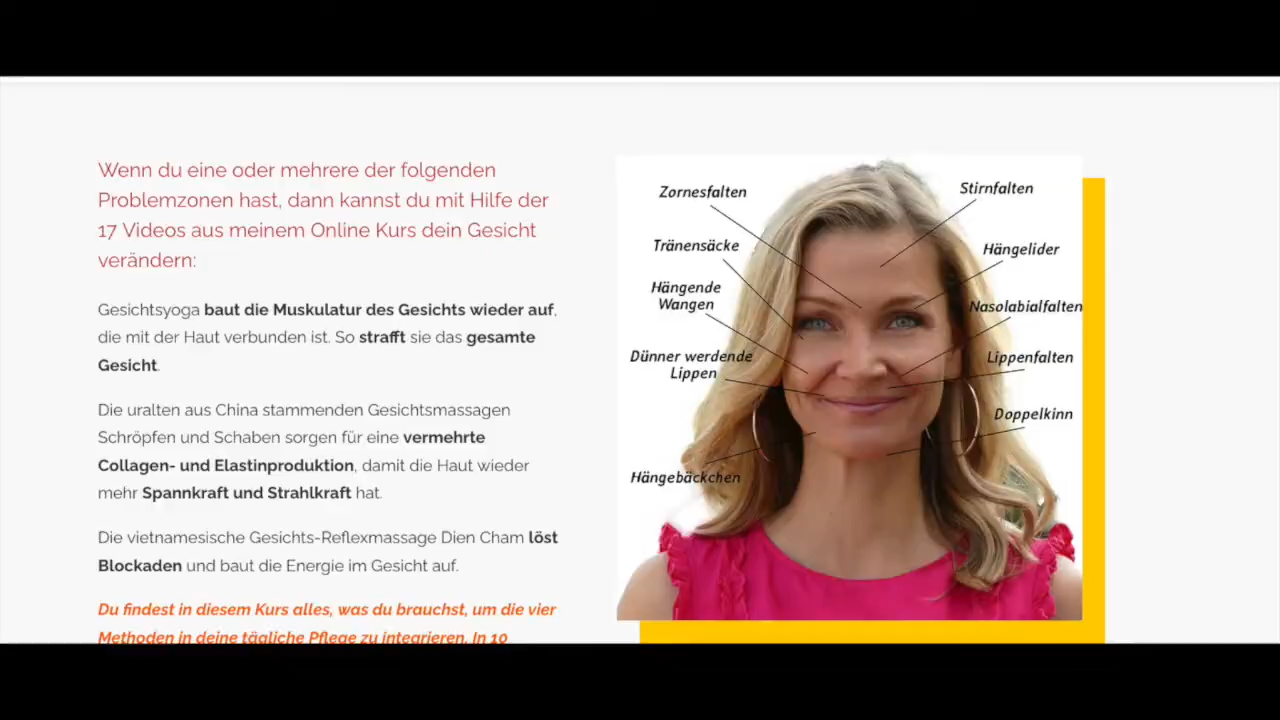 Wenn du eine oder mehrere der folgenden
Problemzonen hast, dann kannst du mit Hilfe der
17 Videos aus meinem Online Kurs dein Gesicht
verändern:
Gesichtsyoga baut die Muskulatur des Gesichts wieder auf,
die mit der Haut verbunden ist. So strafft sie das gesamte
Gesicht.
Die uralten aus China stammenden Gesichtsmassagen
Schröpfen und Schaben sorgen für eine vermehrte
Collagen- und Elastinproduktion, damit die Haut wieder
mehr Spannkraft und Strahlkraft hat.
Die vietnamesische Gesichts-Reflexmassage Dien Cham löst
Blockaden und baut die Energie im Gesicht auf.
Du findest in diesem Kurs alles, was du brauchst, um die vier
Methoden in deine tägliche Pflege zu integrieren. In 10
Zornesfalten
Tränensäcke
Hängende
Wangen
Dünner werdende
Lippen
Hängebäckchen
Stirnfalten
Hängelider
Nasolabialfalten
Lippenfalten
Doppelkinn